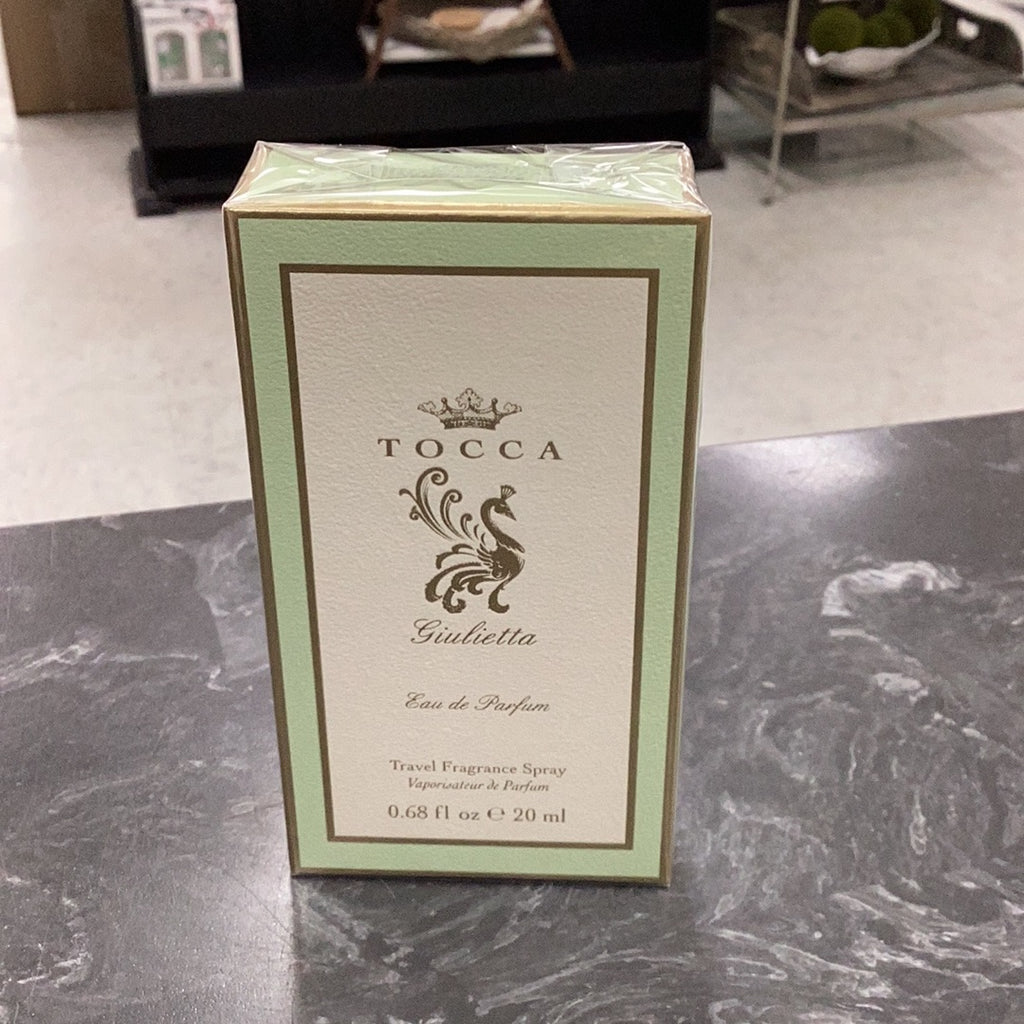 TOCCA
Giulietta
Eau de Parfum
Travel Fragrance Spray
Vaporisateur de Parfum
0.68 fl oz ℮ 20 ml